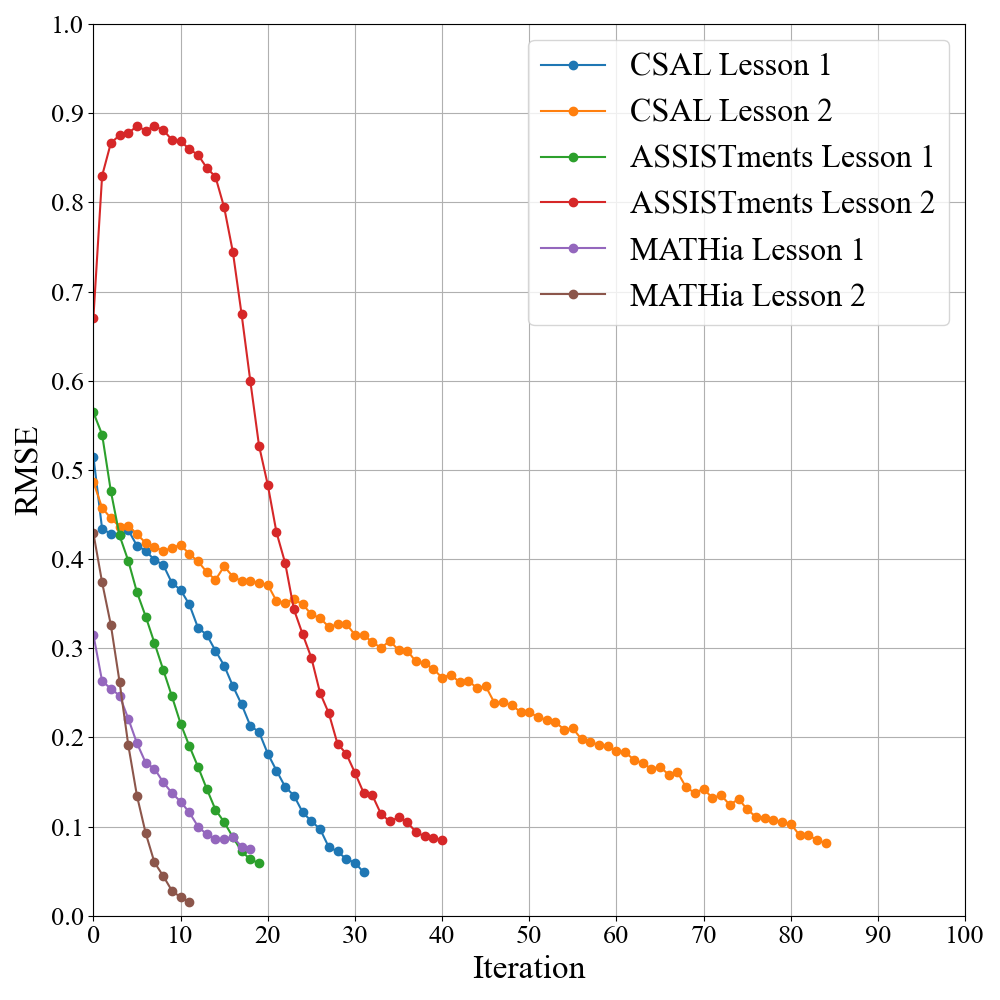 1.0
0.9
0.8
0.7
0.6
0.5
0.4
0.3
0.2
0.1
0.0
RMSE
CSAL Lesson 1
CSAL Lesson 2
ASSISTments Lesson 1
ASSISTments Lesson 2
MATHia Lesson 1
MATHia Lesson 2
0 10 20 30 40 50 60 70 80 90 100
Iteration